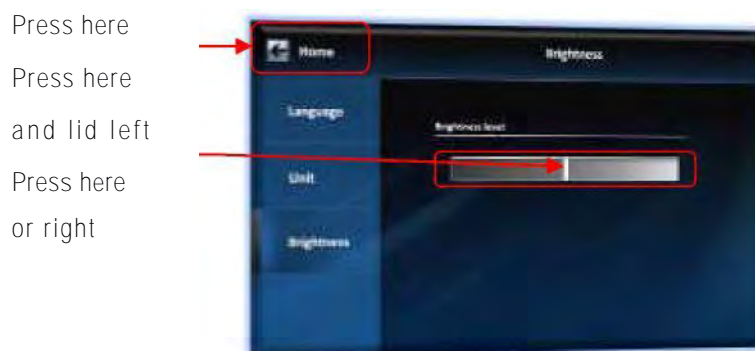 Press here
Press here
and lid left
Press here
or right
Home
Brightness
Language
Brightness level
Unit
Brightness